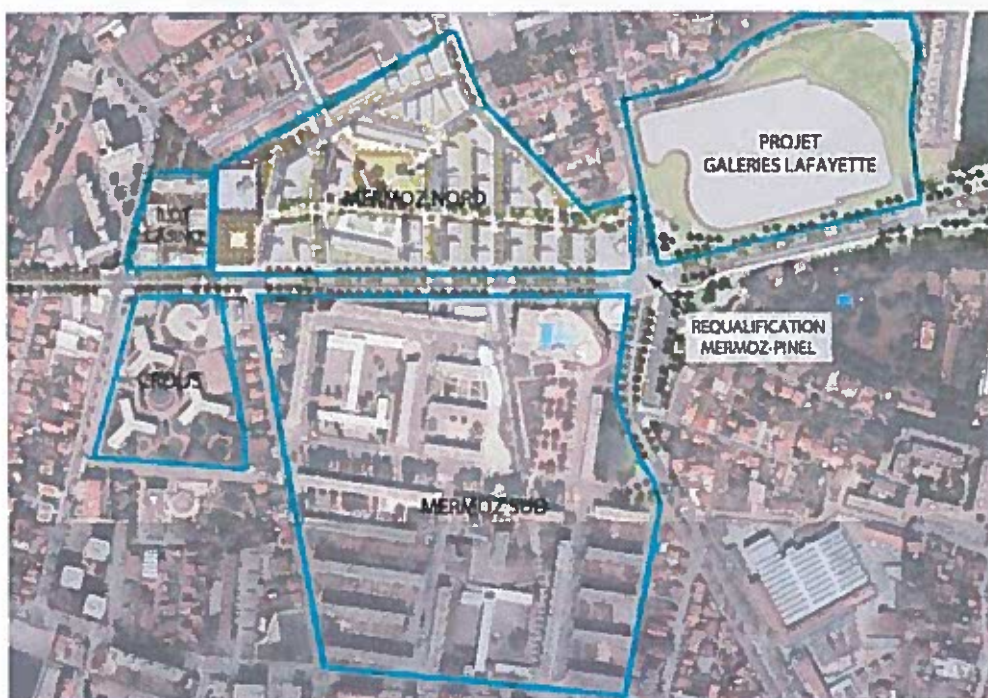 PROJET
GALERIES LAFAYETTE
MERMOZ NORD
ILOT
CASINO
REQUALIFICATION
MERMOZ-PINEL
CROUS
MERMOZ SUD